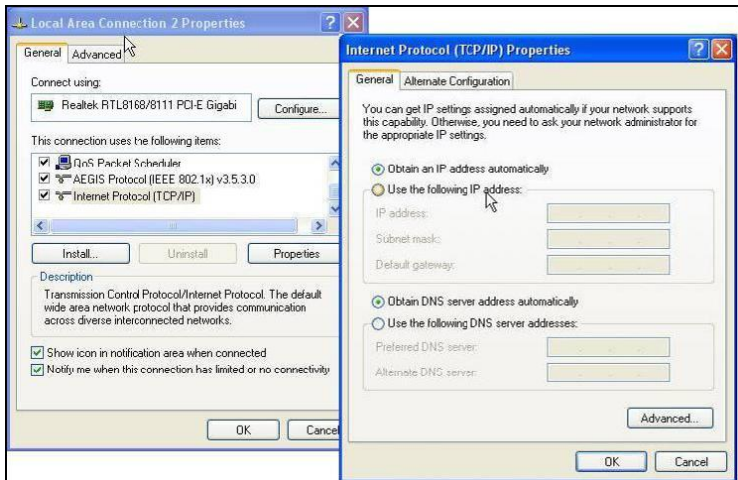 Local Area Connection 2 Properties
General Advanced
Connect using:
Realtek RTL8168/8111 PCI-E Gigabi
Configure...
This connection uses the following items:
QoS Packet Scheduler
AEGIS Protocol (IEEE 802.1x) v3.5.3.0
Internet Protocol (TCP/IP)
Install... Uninstall Properties
Description
Transmission Control Protocol/Internet Protocol. The default
wide area network protocol that provides communication
across diverse interconnected networks.
Show icon in notification area when connected
Notify me when this connection has limited or no connectivity
OK Cancel
Internet Protocol (TCP/IP) Properties
General Alternate Configuration
You can get IP settings assigned automatically if your network supports
this capability. Otherwise, you need to ask your network administrator for
the appropriate IP settings.
Obtain an IP address automatically
Use the following IP address:
IP address:
Subnet mask:
Default gateway:
Obtain DNS server address automatically
Use the following DNS server addresses:
Preferred DNS server:
Alternate DNS server:
Advanced...
OK Cancel